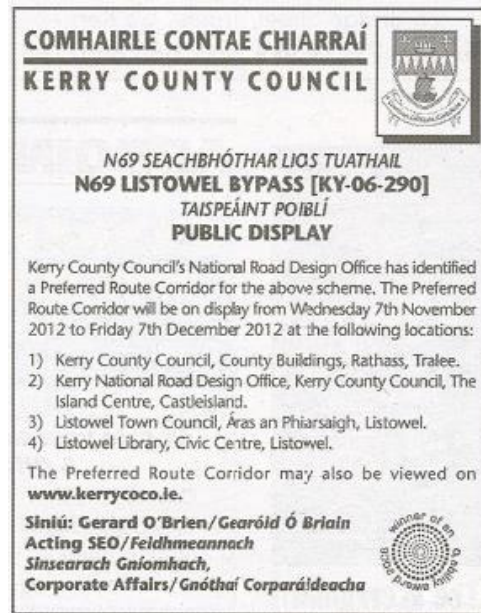 COMHAIRLE CONTAE CHIARRAÍ
KERRY COUNTY COUNCIL
N69 SEACHBHÓTHAR LIOS TUATHAIL
N69 LISTOWEL BYPASS [KY-06-290]
TAISPEÁINT POIBLÍ
PUBLIC DISPLAY
Kerry County Council's National Road Design Office has identified
a Preferred Route Corridor for the above scheme. The Preferred
Route Corridor will be on display from Wednesday 7th November
2012 to Friday 7th December 2012 at the following locations:
1) Kerry County Council, County Buildings, Rathass, Tralee.
2) Kerry National Road Design Office, Kerry County Council, The
Island Centre, Castleisland.
3) Listowel Town Council, Áras an Phiarsaigh, Listowel.
4) Listowel Library, Civic Centre, Listowel.
The Preferred Route Corridor may also be viewed on
www.kerrycoco.ie.
Siniú: Gerard O'Brien/Gearóid Ó Briain
Acting SEO/Feidhmeannach
Sinsearach Gníomhach,
Corporate Affairs/Gnóthaí Corparáideacha
winner of an
award 2008